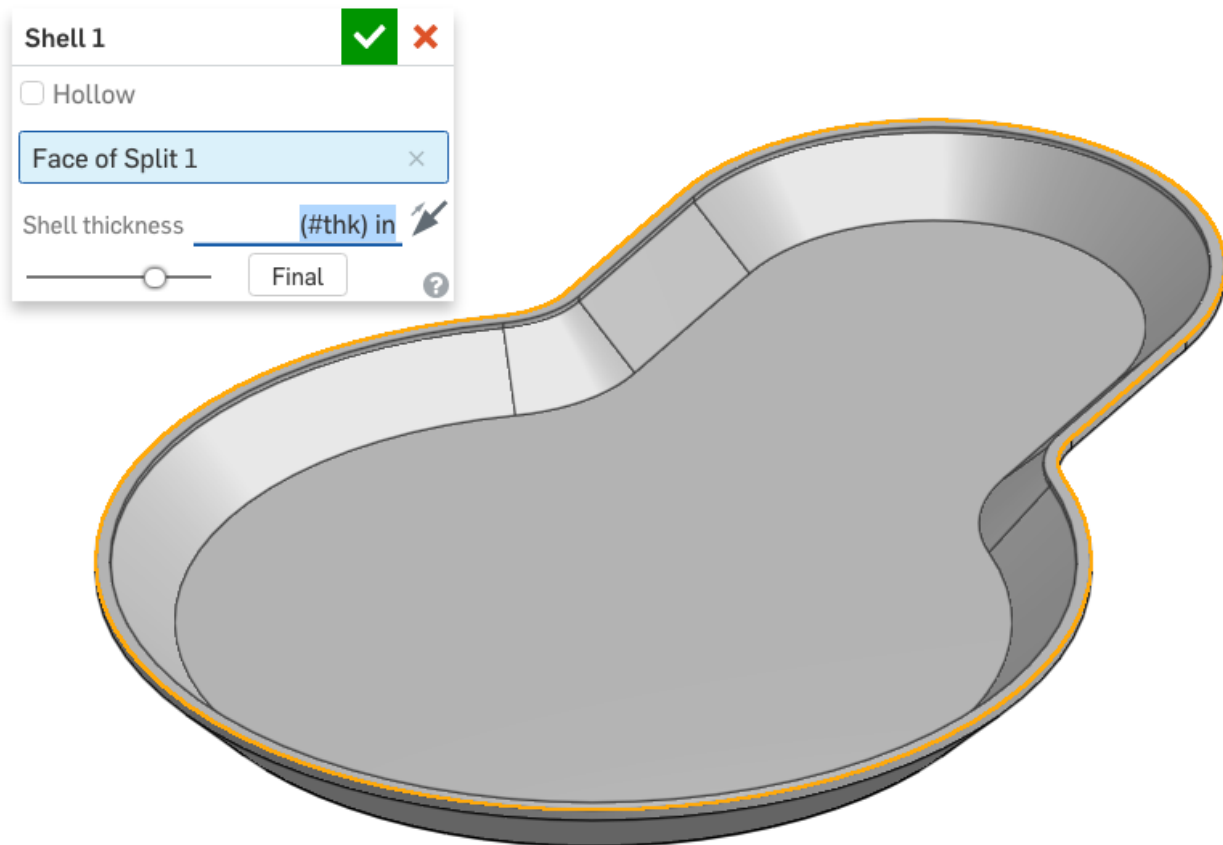 Shell 1
Hollow
Face of Split 1
Shell thickness (#thk) in
Final
?